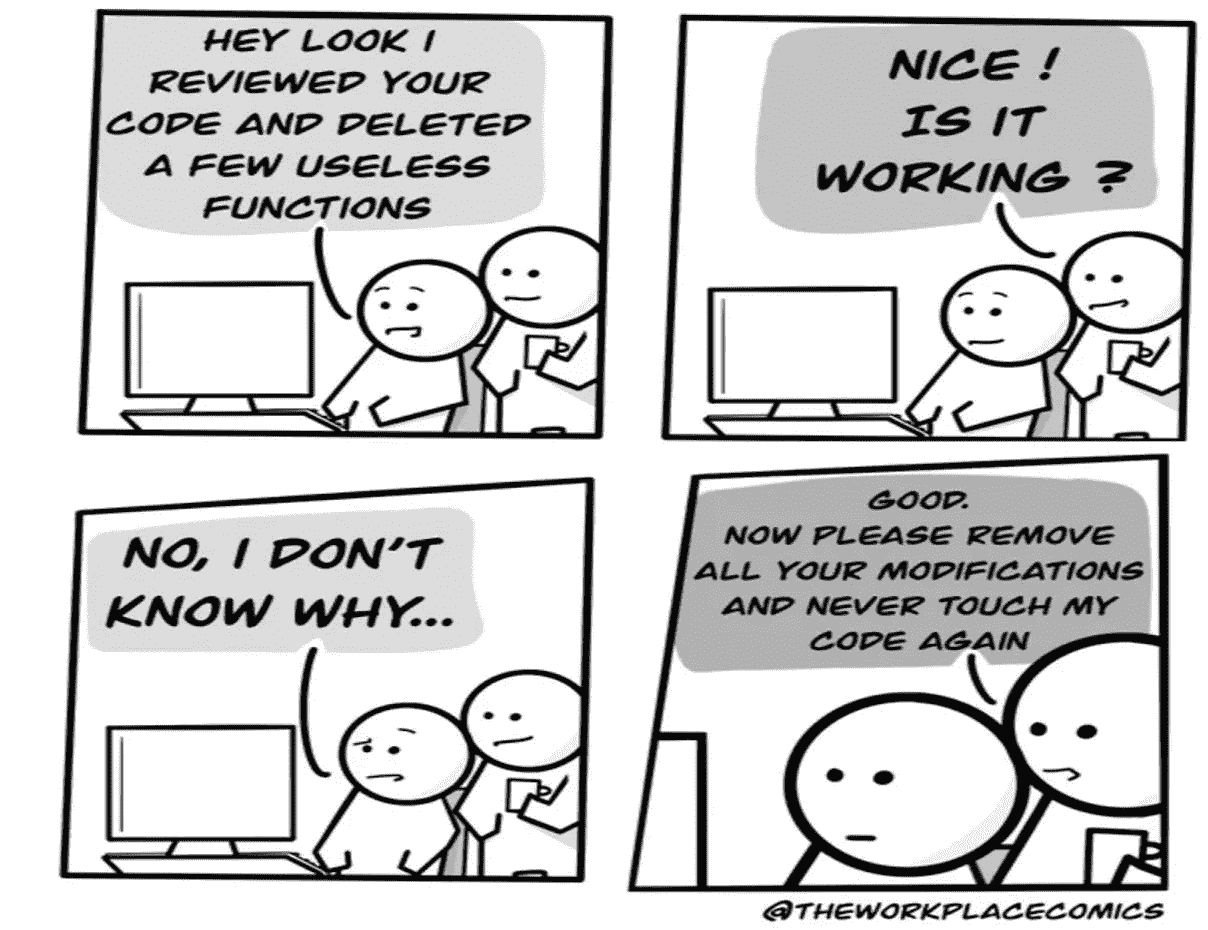 HEY LOOK I
REVIEWED YOUR
CODE AND DELETED
A FEW USELESS
FUNCTIONS
NICE !
IS IT
WORKING ?
NO, I DON'T
KNOW WHY...
GOOD.
NOW PLEASE REMOVE
ALL YOUR MODIFICATIONS
AND NEVER TOUCH MY
CODE AGAIN
@THEWORKPLACECOMICS